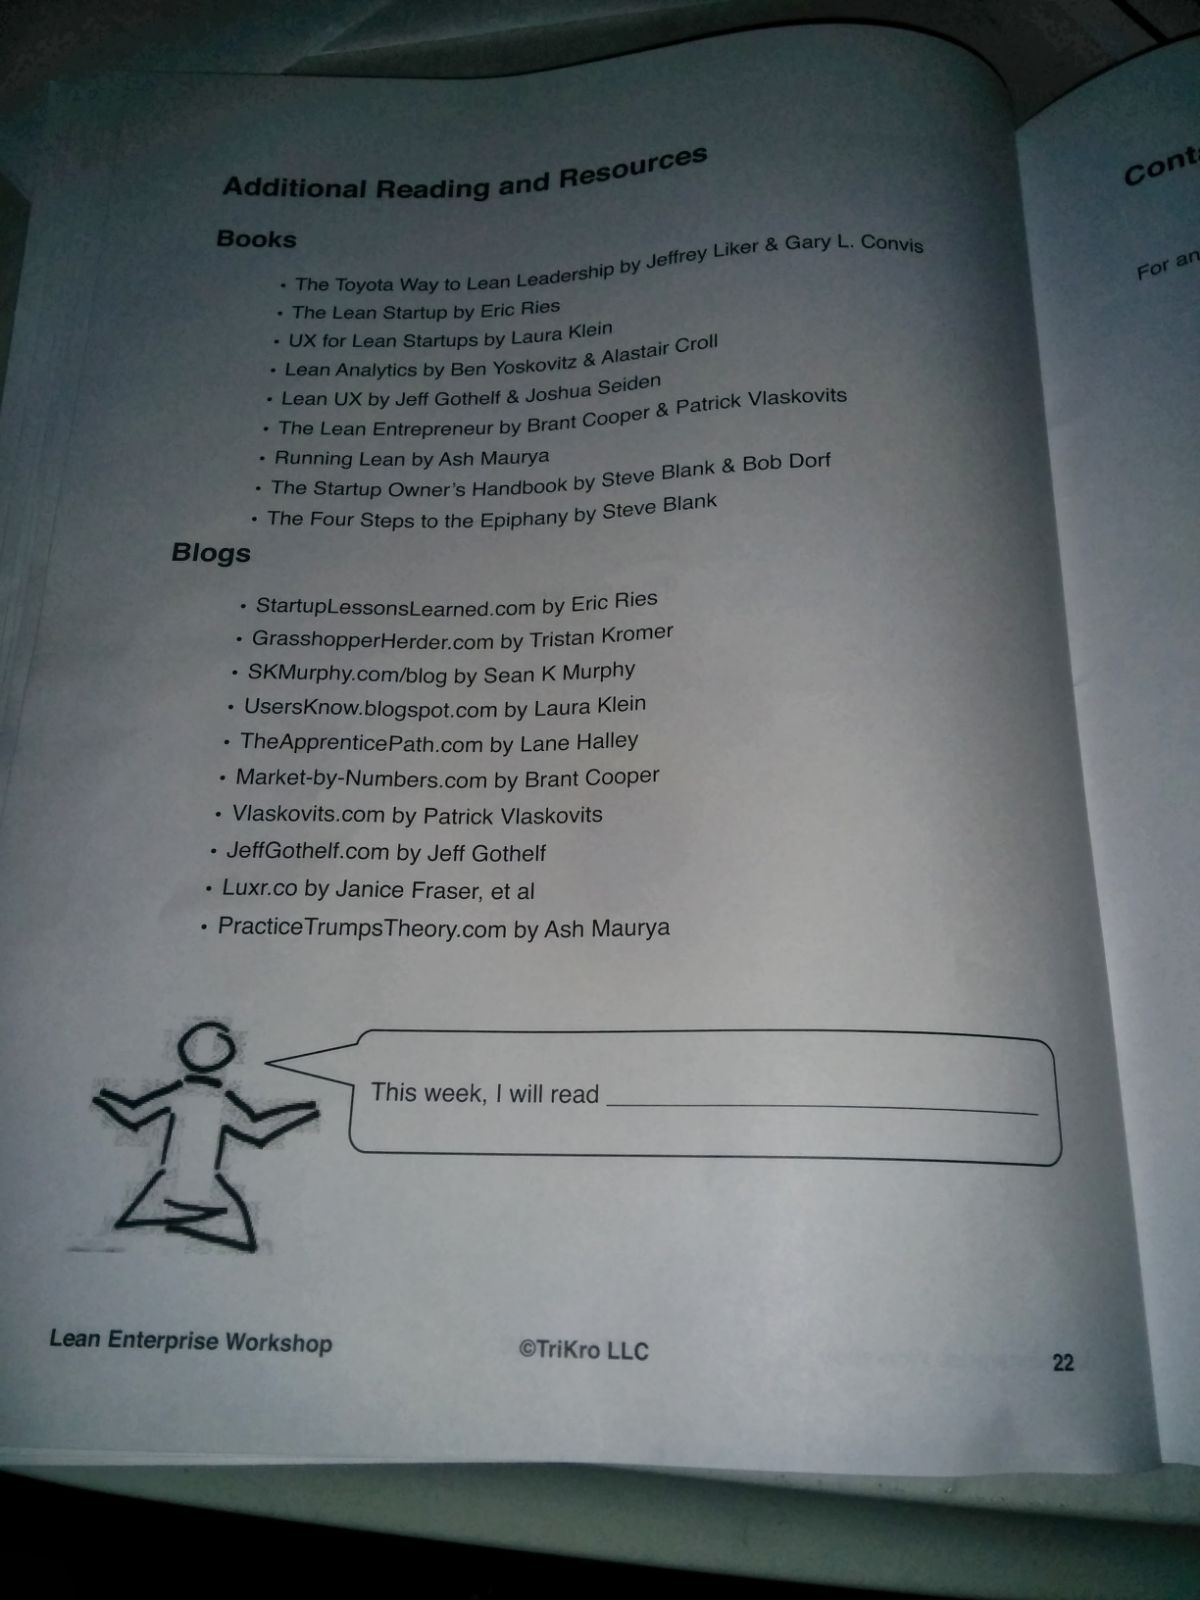 Additional Reading and Resources
Books
• The Toyota Way to Lean Leadership by Jeffrey Liker & Gary L. Convis
• The Lean Startup by Eric Ries
• UX for Lean Startups by Laura Klein
• Lean Analytics by Ben Yoskovitz & Alastair Croll
• Lean UX by Jeff Gothelf & Joshua Seiden
• The Lean Entrepreneur by Brant Cooper & Patrick Vlaskovits
• Running Lean by Ash Maurya
• The Startup Owner's Handbook by Steve Blank & Bob Dorf
• The Four Steps to the Epiphany by Steve Blank
Blogs
• StartupLessonsLearned.com by Eric Ries
• GrasshopperHerder.com by Tristan Kromer
• SKMurphy.com/blog by Sean K Murphy
• UsersKnow.blogspot.com by Laura Klein
• TheApprenticePath.com by Lane Halley
• Market-by-Numbers.com by Brant Cooper
• Vlaskovits.com by Patrick Vlaskovits
• JeffGothelf.com by Jeff Gothelf
• Luxr.co by Janice Fraser, et al
• PracticeTrumpsTheory.com by Ash Maurya
This week, I will read
Lean Enterprise Workshop ©TriKro LLC 22
For